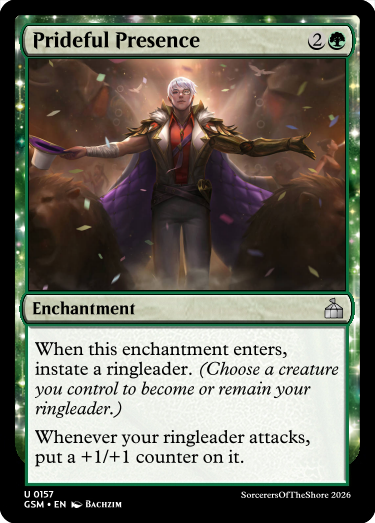 Prideful Presence 2
Enchantment
When this enchantment enters,
instate a ringleader. (Choose a creature
you control to become or remain your
ringleader.)
Whenever your ringleader attacks,
put a +1/+1 counter on it.
U 0157
GSM • EN Bachzim
SorcerersOfTheShore 2026